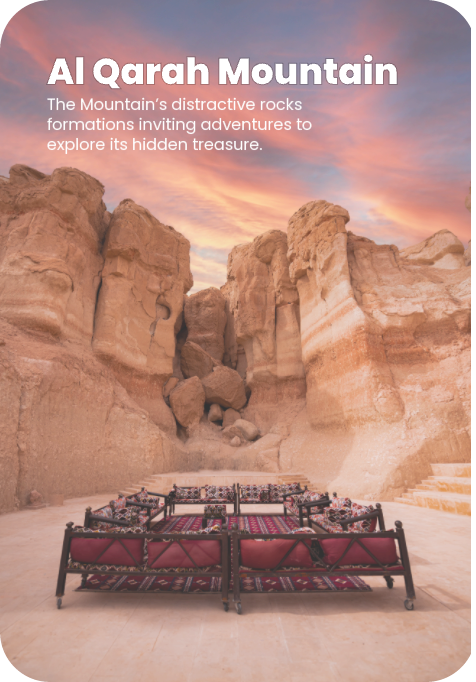 Al Qarah Mountain
The Mountain’s distractive rocks
formations inviting adventures to
explore its hidden treasure.